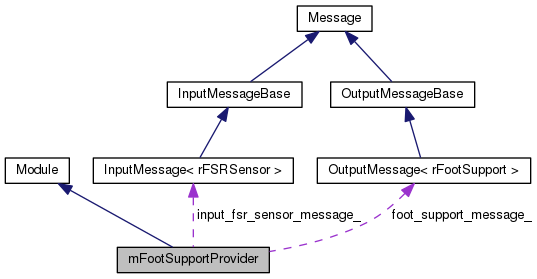 Message
InputMessageBase
OutputMessageBase
Module
InputMessage< rFSRSensor >
OutputMessage< rFootSupport >
input_fsr_sensor_message_
foot_support_message_
mFootSupportProvider